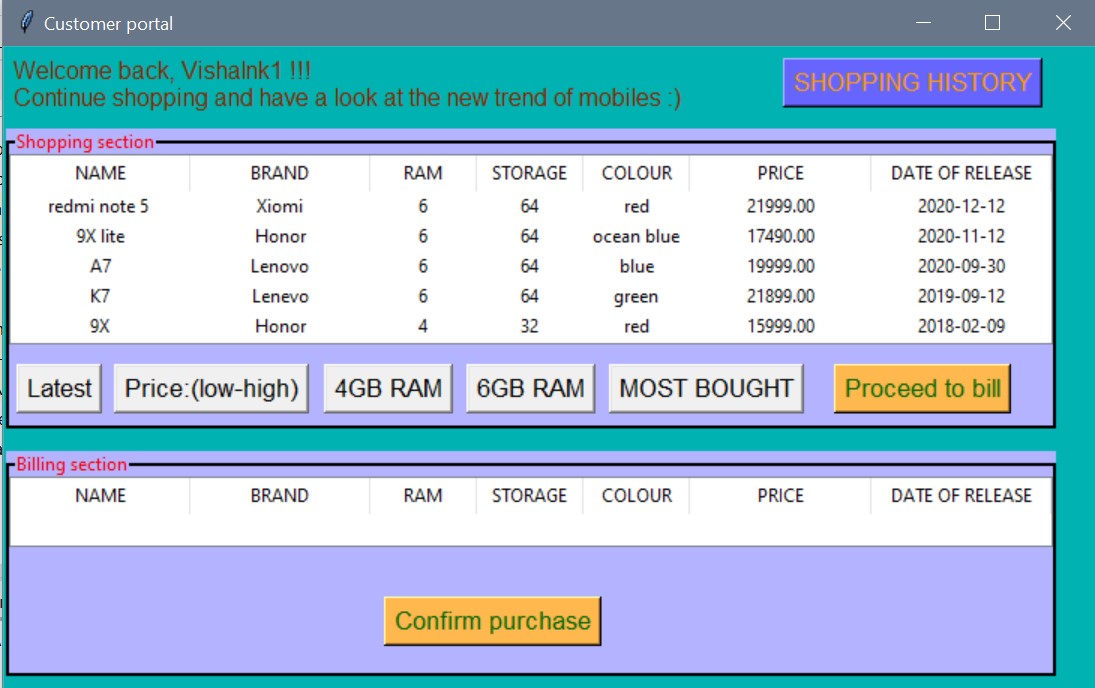 Customer portal
Welcome back, Vishalnk1 !!!
Continue shopping and have a look at the new trend of mobiles :)
SHOPPING HISTORY
Shopping section
NAME BRAND RAM STORAGE COLOUR PRICE DATE OF RELEASE
redmi note 5 Xiomi 6 64 red 21999.00 2020-12-12
9X lite Honor 6 64 ocean blue 17490.00 2020-11-12
A7 Lenovo 6 64 blue 19999.00 2020-09-30
K7 Lenevo 6 64 green 21899.00 2019-09-12
9X Honor 4 32 red 15999.00 2018-02-09
Latest Price:(low-high) 4GB RAM 6GB RAM MOST BOUGHT Proceed to bill
Billing section
NAME BRAND RAM STORAGE COLOUR PRICE DATE OF RELEASE
Confirm purchase